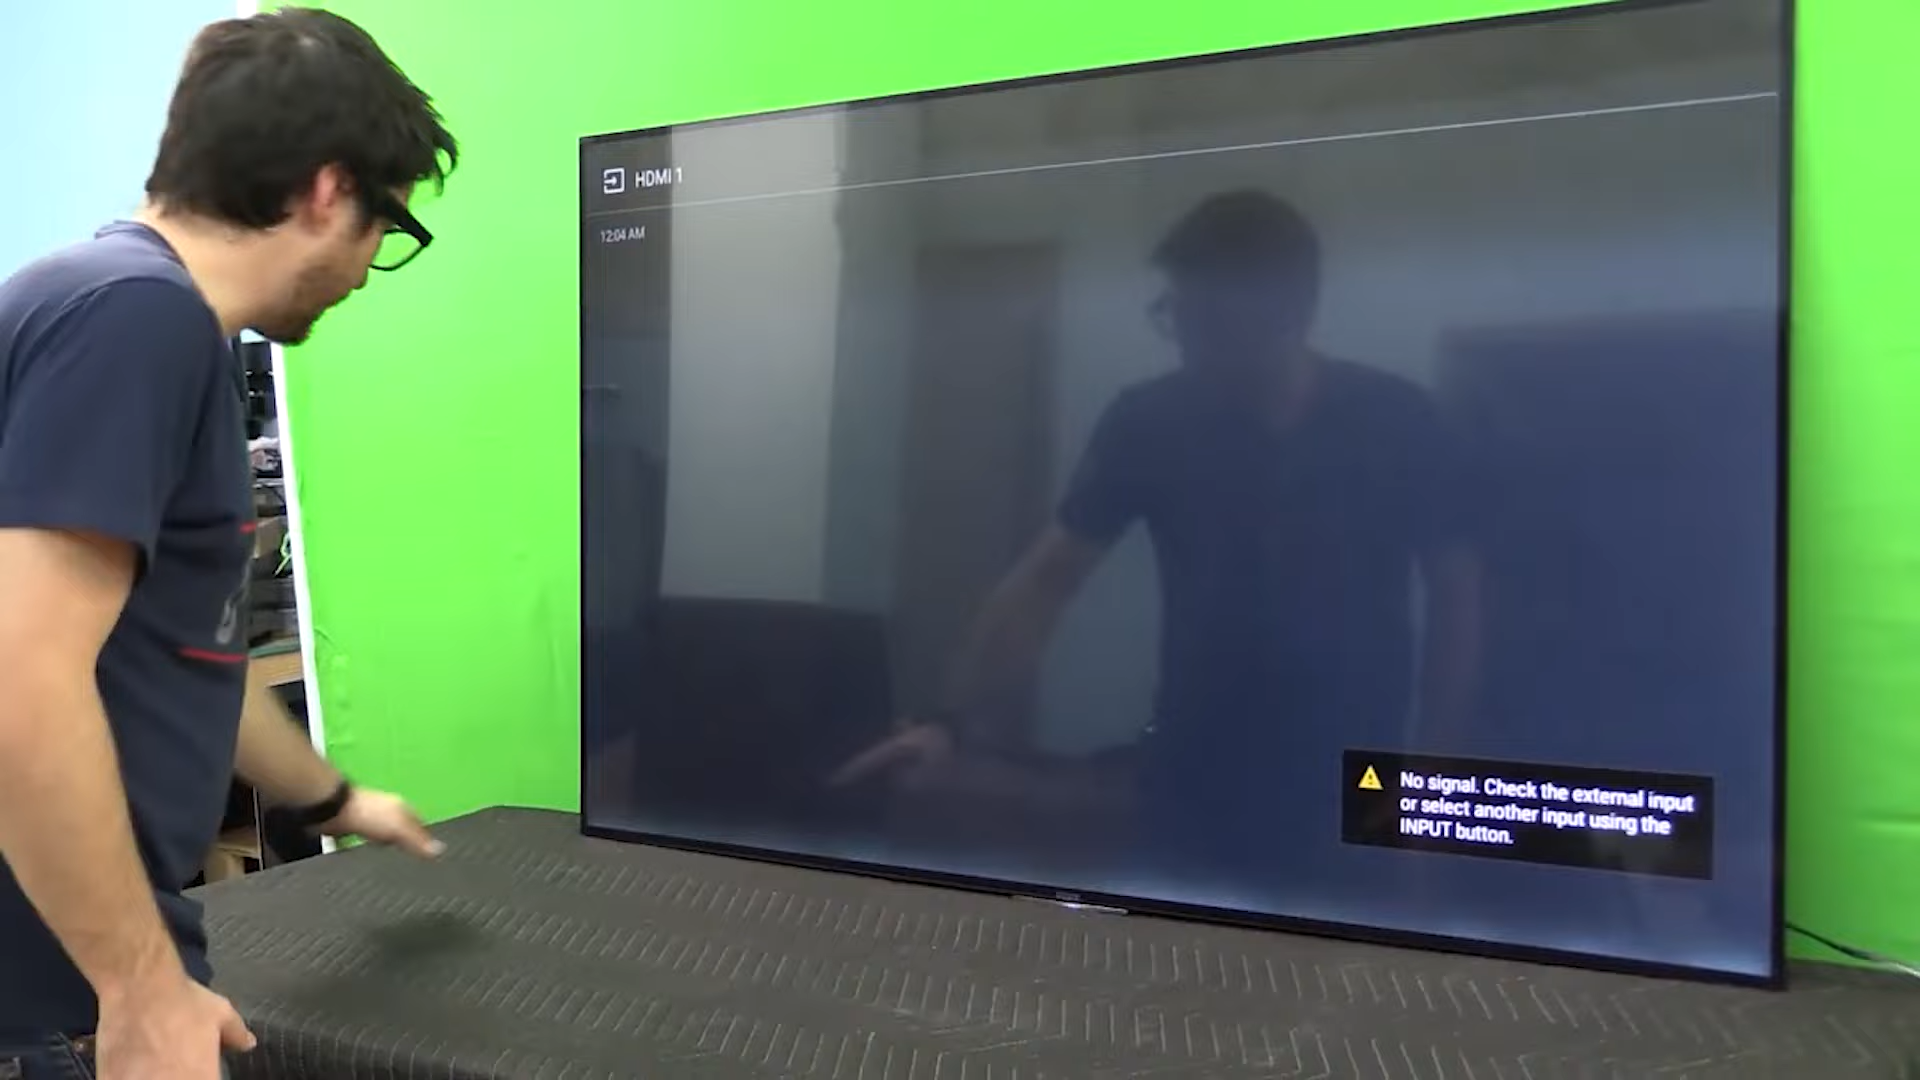 HDMI 1
12:04 AM
No signal. Check the external input
or select another input using the
INPUT button.